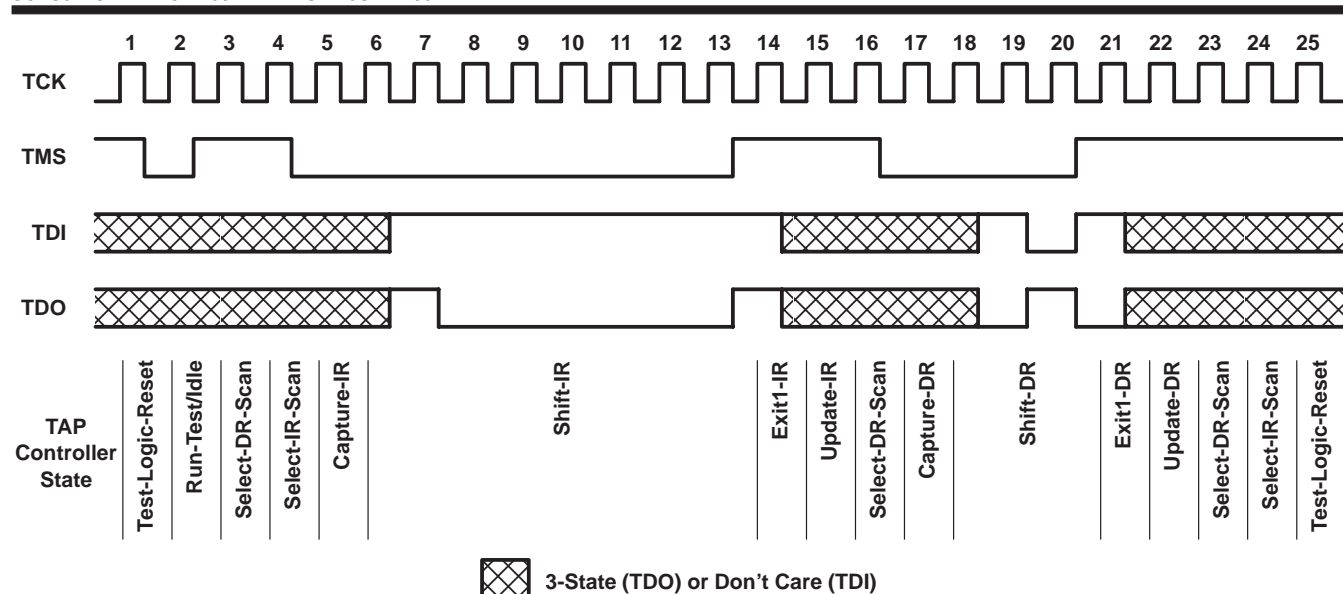 1 2 3 4 5 6 7 8 9 10 11 12 13 14 15 16 17 18 19 20 21 22 23 24 25
TCK
TMS
TDI
TDO
TAP
Controller
State
Test-Logic-Reset
Run-Test/Idle
Select-DR-Scan
Select-IR-Scan
Capture-IR
Shift-IR
Exit1-IR
Update-IR
Select-DR-Scan
Capture-DR
Shift-DR
Exit1-DR
Update-DR
Select-DR-Scan
Select-IR-Scan
Test-Logic-Reset
3-State (TDO) or Don't Care (TDI)